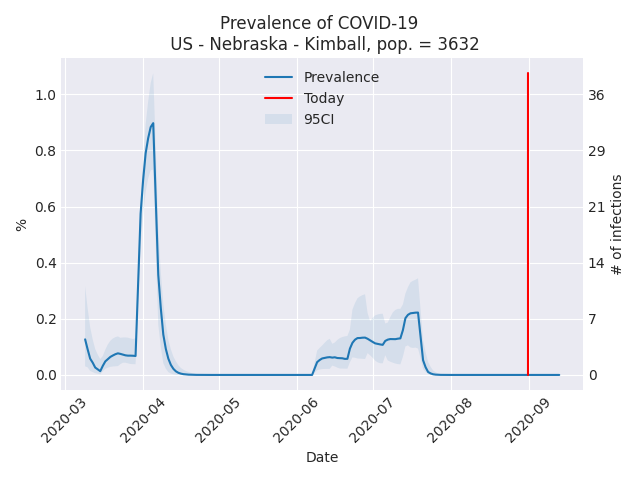 Prevalence of COVID-19
US - Nebraska - Kimball, pop. = 3632
Prevalence
Today
95CI
%
1.0
0.8
0.6
0.4
0.2
0.0
# of infections
36
29
21
14
7
0
2020-03
2020-04
2020-05
2020-06
2020-07
2020-08
2020-09
Date